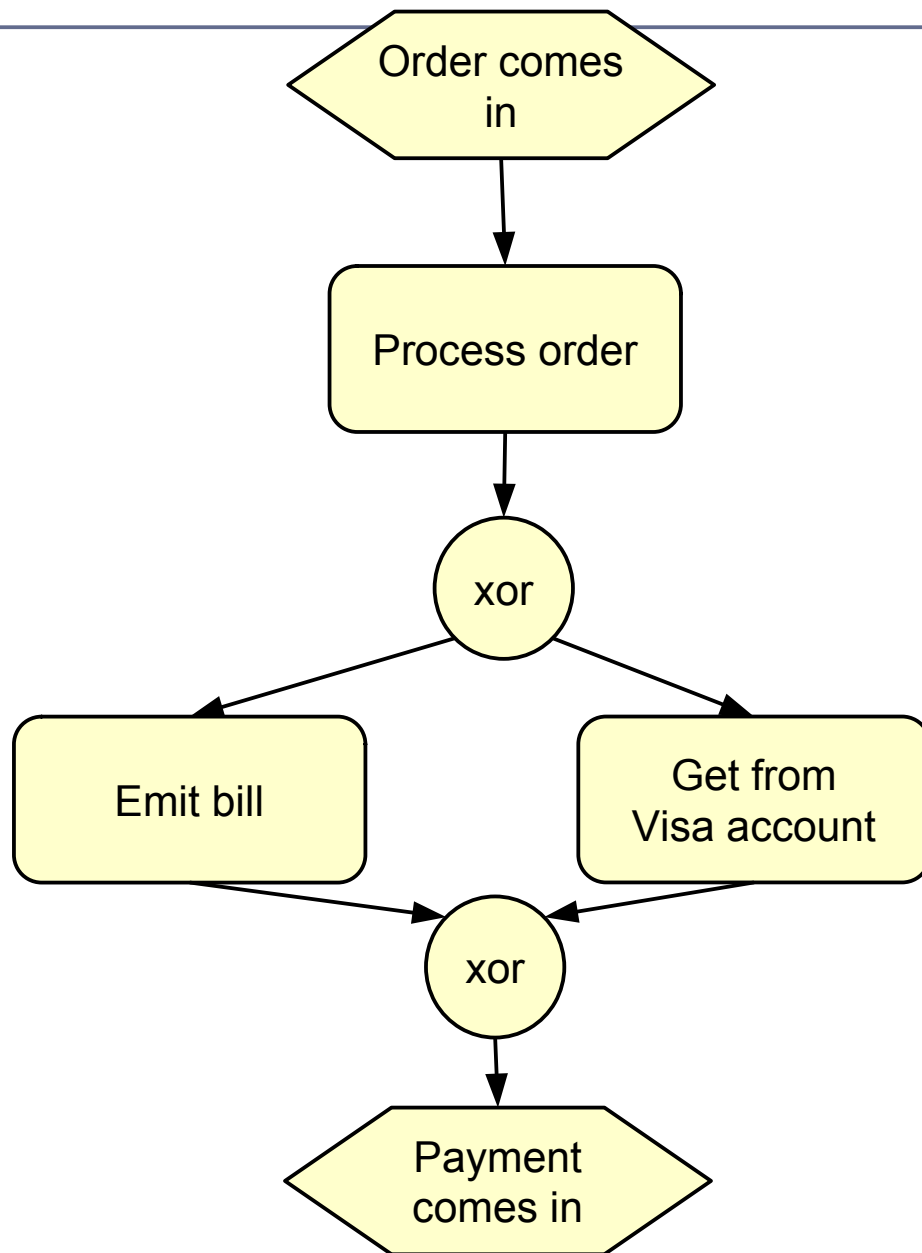 Order comes
in
Process order
xor
Emit bill
Get from
Visa account
xor
Payment
comes in